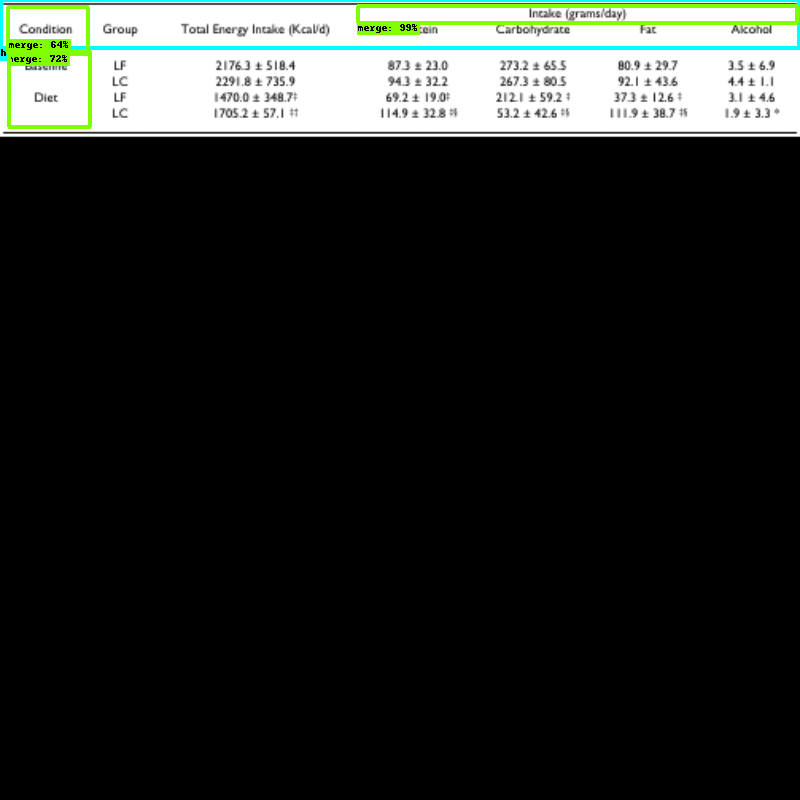 Intake (grams/day)
Condition Group Total Energy Intake (Kcal/d) Carbohydrate Fat Alcohol
merge: 99%
merge: 64%
merge: 72%
LF 2176.3 ± 518.4 87.3 ± 23.0 273.2 ± 65.5 80.9 ± 29.7 3.5 ± 6.9
LC 2291.8 ± 735.9 94.3 ± 32.2 267.3 ± 80.5 92.1 ± 43.6 4.4 ± 1.1
Diet LF 1470.0 ± 348.7‡ 69.2 ± 19.0‡ 212.1 ± 59.2 ‡ 37.3 ± 12.6 ‡ 3.1 ± 4.6
LC 1705.2 ± 57.1 ‡† 114.9 ± 32.8 ‡§ 53.2 ± 42.6 ‡§ 111.9 ± 38.7 ‡§ 1.9 ± 3.3 *